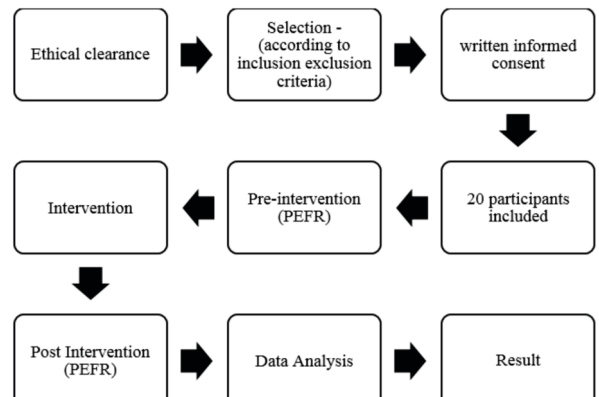 Ethical clearance
Selection -
(according to
inclusion exclusion
criteria)
written informed
consent
20 participants
included
Pre-intervention
(PEFR)
Intervention
Post Intervention
(PEFR)
Data Analysis
Result